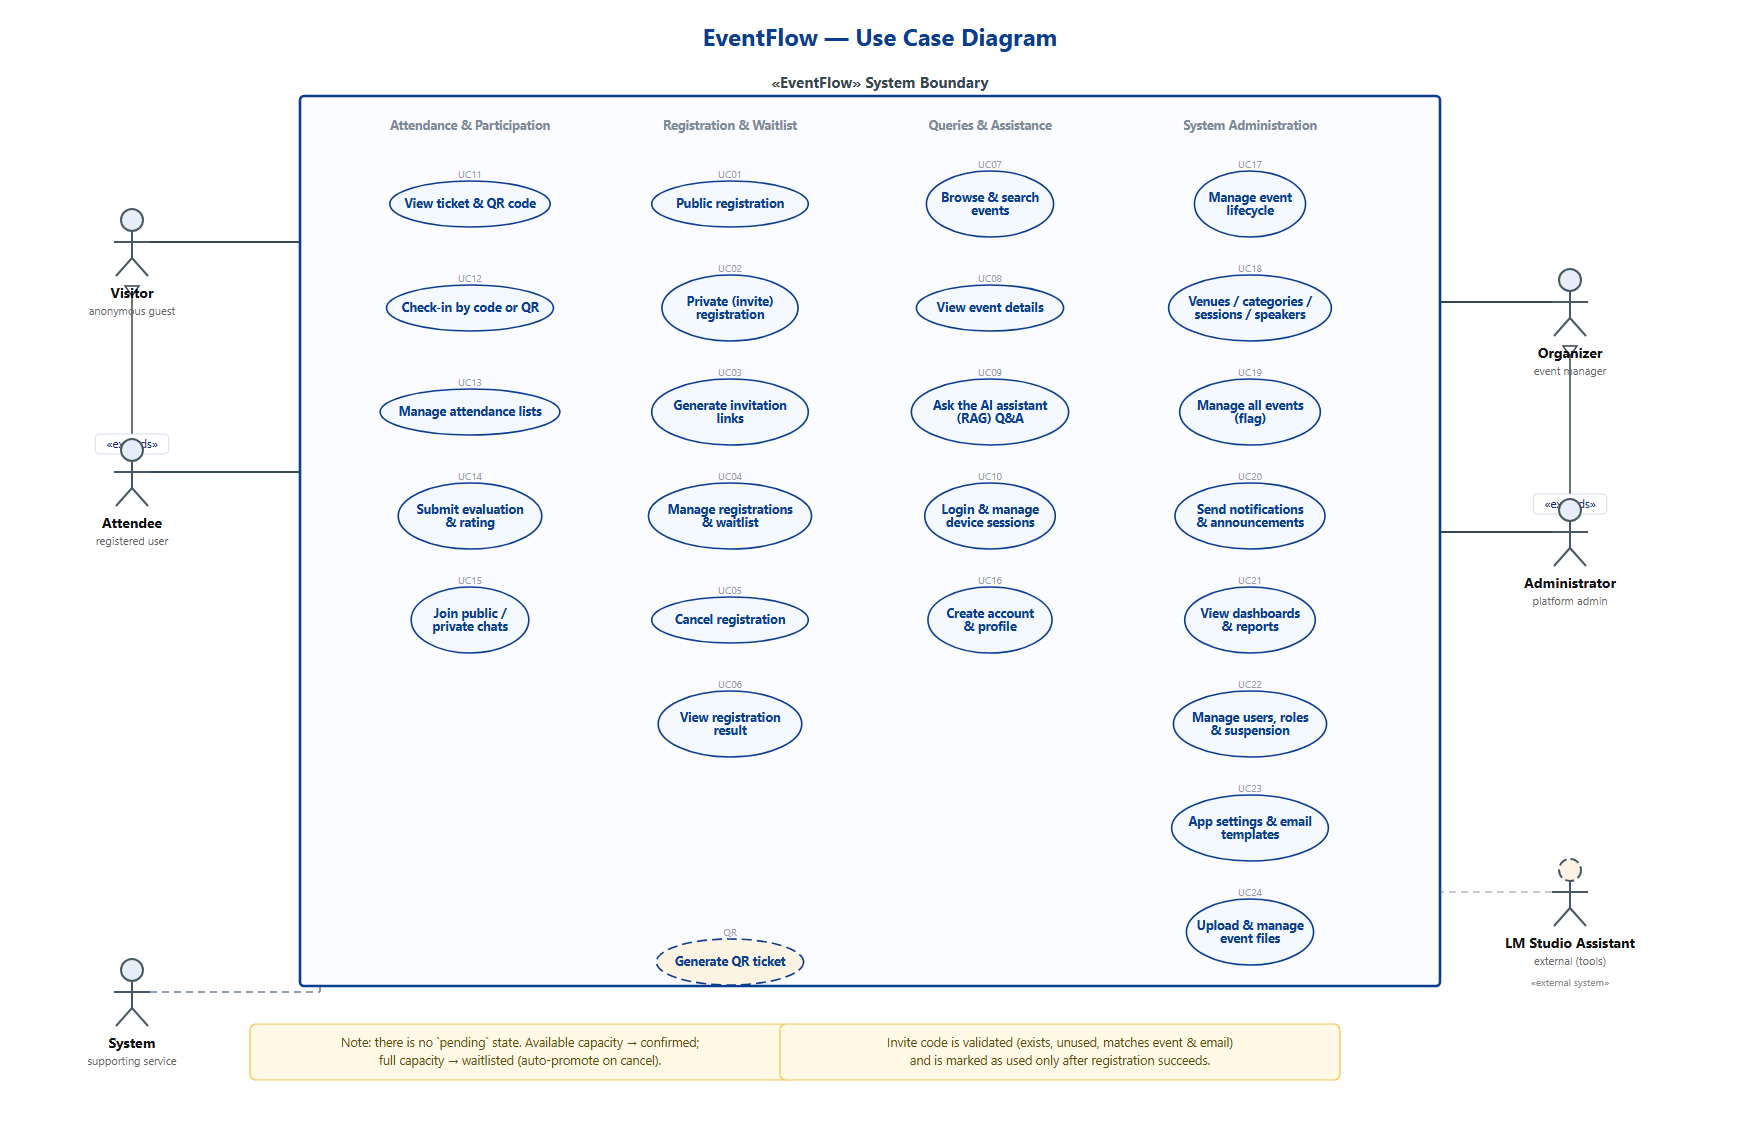 EventFlow — Use Case Diagram
«EventFlow» System Boundary
Attendance & Participation
Registration & Waitlist
Queries & Assistance
System Administration
UC11
View ticket & QR code
UC12
Check-in by code or QR
UC13
Manage attendance lists
UC14
Submit evaluation
& rating
UC15
Join public /
private chats
UC01
Public registration
UC02
Private (invite)
registration
UC03
Generate invitation
links
UC04
Manage registrations
& waitlist
UC05
Cancel registration
UC06
View registration
result
QR
Generate QR ticket
UC07
Browse & search
events
UC08
View event details
UC09
Ask the AI assistant
(RAG) Q&A
UC10
Login & manage
device sessions
UC16
Create account
& profile
UC17
Manage event
lifecycle
UC18
Venues / categories /
sessions / speakers
UC19
Manage all events
(flag)
UC20
Send notifications
& announcements
UC21
View dashboards
& reports
UC22
Manage users, roles
& suspension
UC23
App settings & email
templates
UC24
Upload & manage
event files
Visitor
anonymous guest
Attendee
registered user
System
supporting service
Organizer
event manager
Administrator
platform admin
LM Studio Assistant
external (tools)
«external system»
Note: there is no `pending` state. Available capacity → confirmed;
full capacity → waitlisted (auto-promote on cancel).
Invite code is validated (exists, unused, matches event & email)
and is marked as used only after registration succeeds.